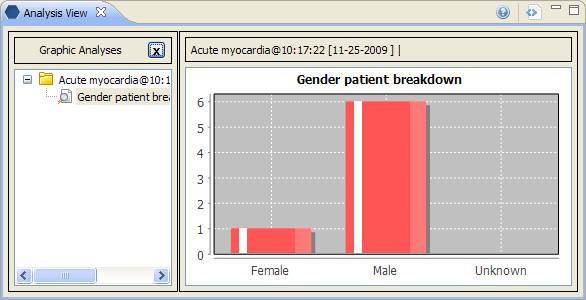 Analysis View
Graphic Analyses
x
Acute myocardia@10:1
Gender patient brea
Acute myocardia@10:17:22 [11-25-2009 ] |
Gender patient breakdown
6
5
4
3
2
1
0
Female Male Unknown